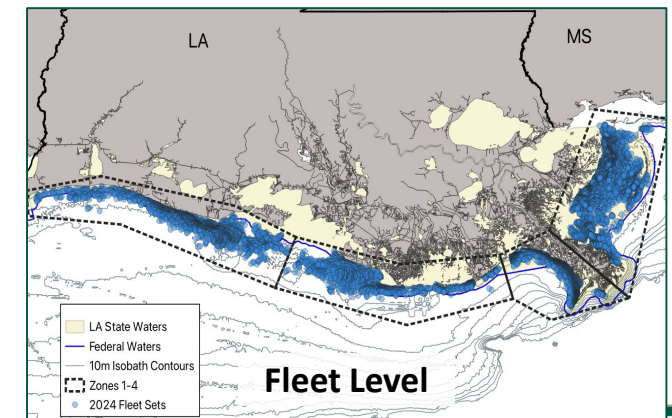 LA
MS
LA State Waters
Federal Waters
10m Isobath Contours
Zones 1-4
2024 Fleet Sets
Fleet Level